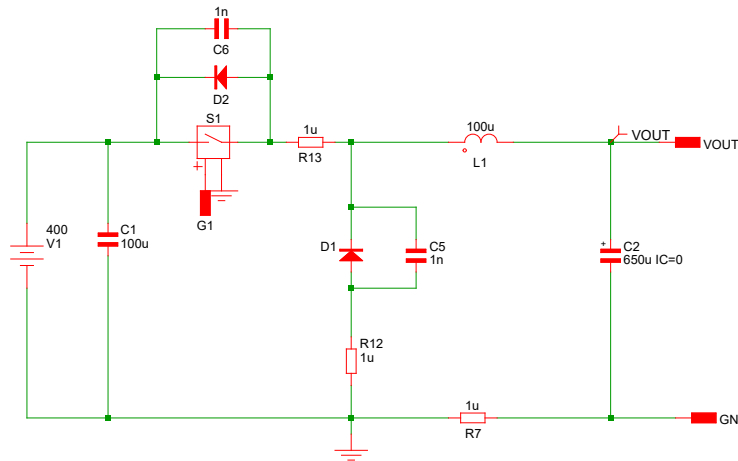 1n
C6
D2
S1
1u
R13
100u
L1
VOUT
VOUT
+
G1
400
V1
C1
100u
D1
C5
1n
+
C2
650u IC=0
R12
1u
1u
R7
GN